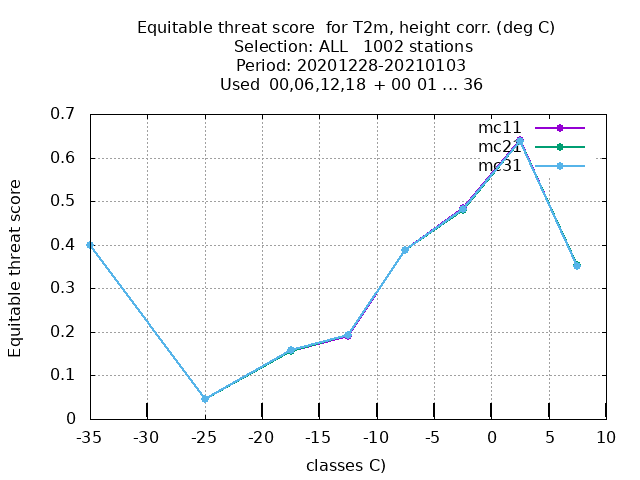 Equitable threat score  for T2m, height corr. (deg C)
Selection: ALL   1002 stations
Period: 20201228-20210103
Used  00,06,12,18  + 00 01 ... 36
mc11
mc21
mc31
Equitable threat score
0.7
0.6
0.5
0.4
0.3
0.2
0.1
0
-35 -30 -25 -20 -15 -10 -5 0 5 10
classes C)